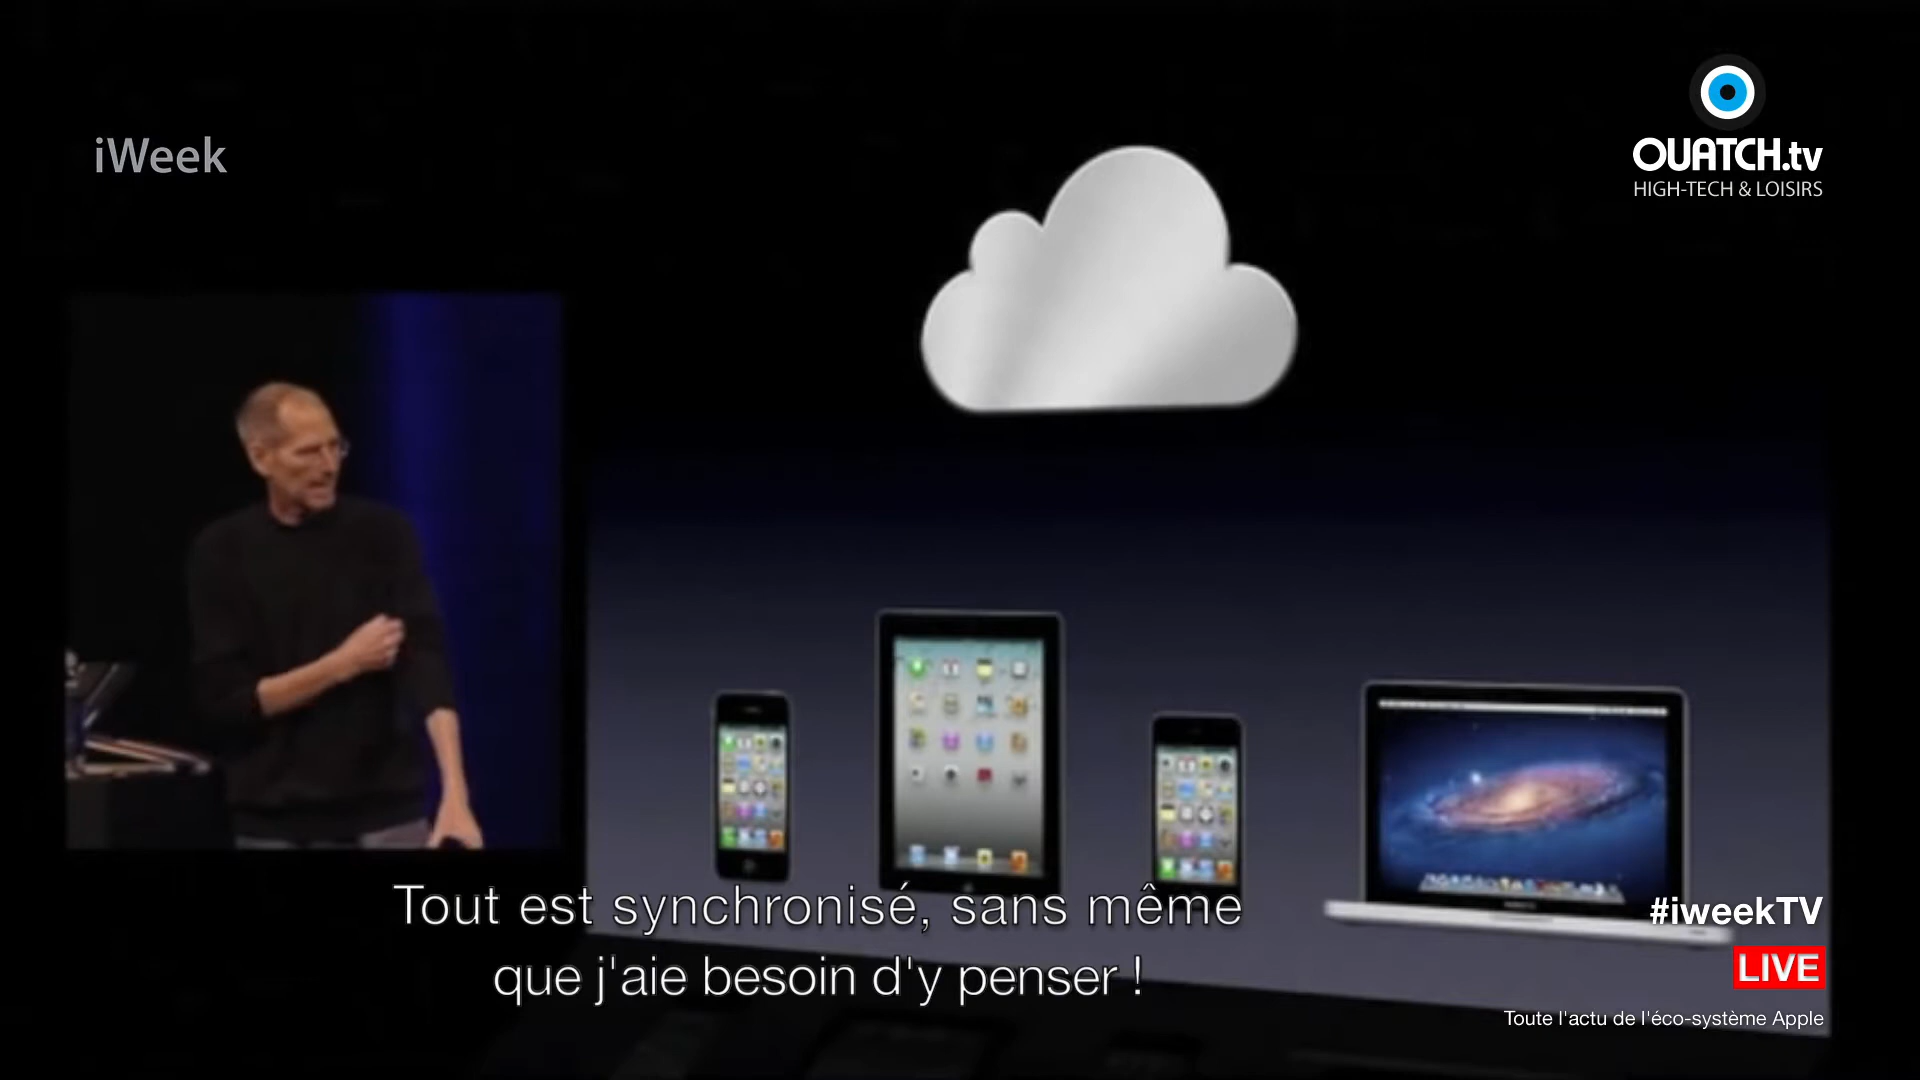 iWeek
OUATCH.tv
HIGH-TECH & LOISIRS
Tout est synchronisé, sans même
que j'aie besoin d'y penser !
#iweekTV
LIVE
Toute l'actu de l'éco-système Apple